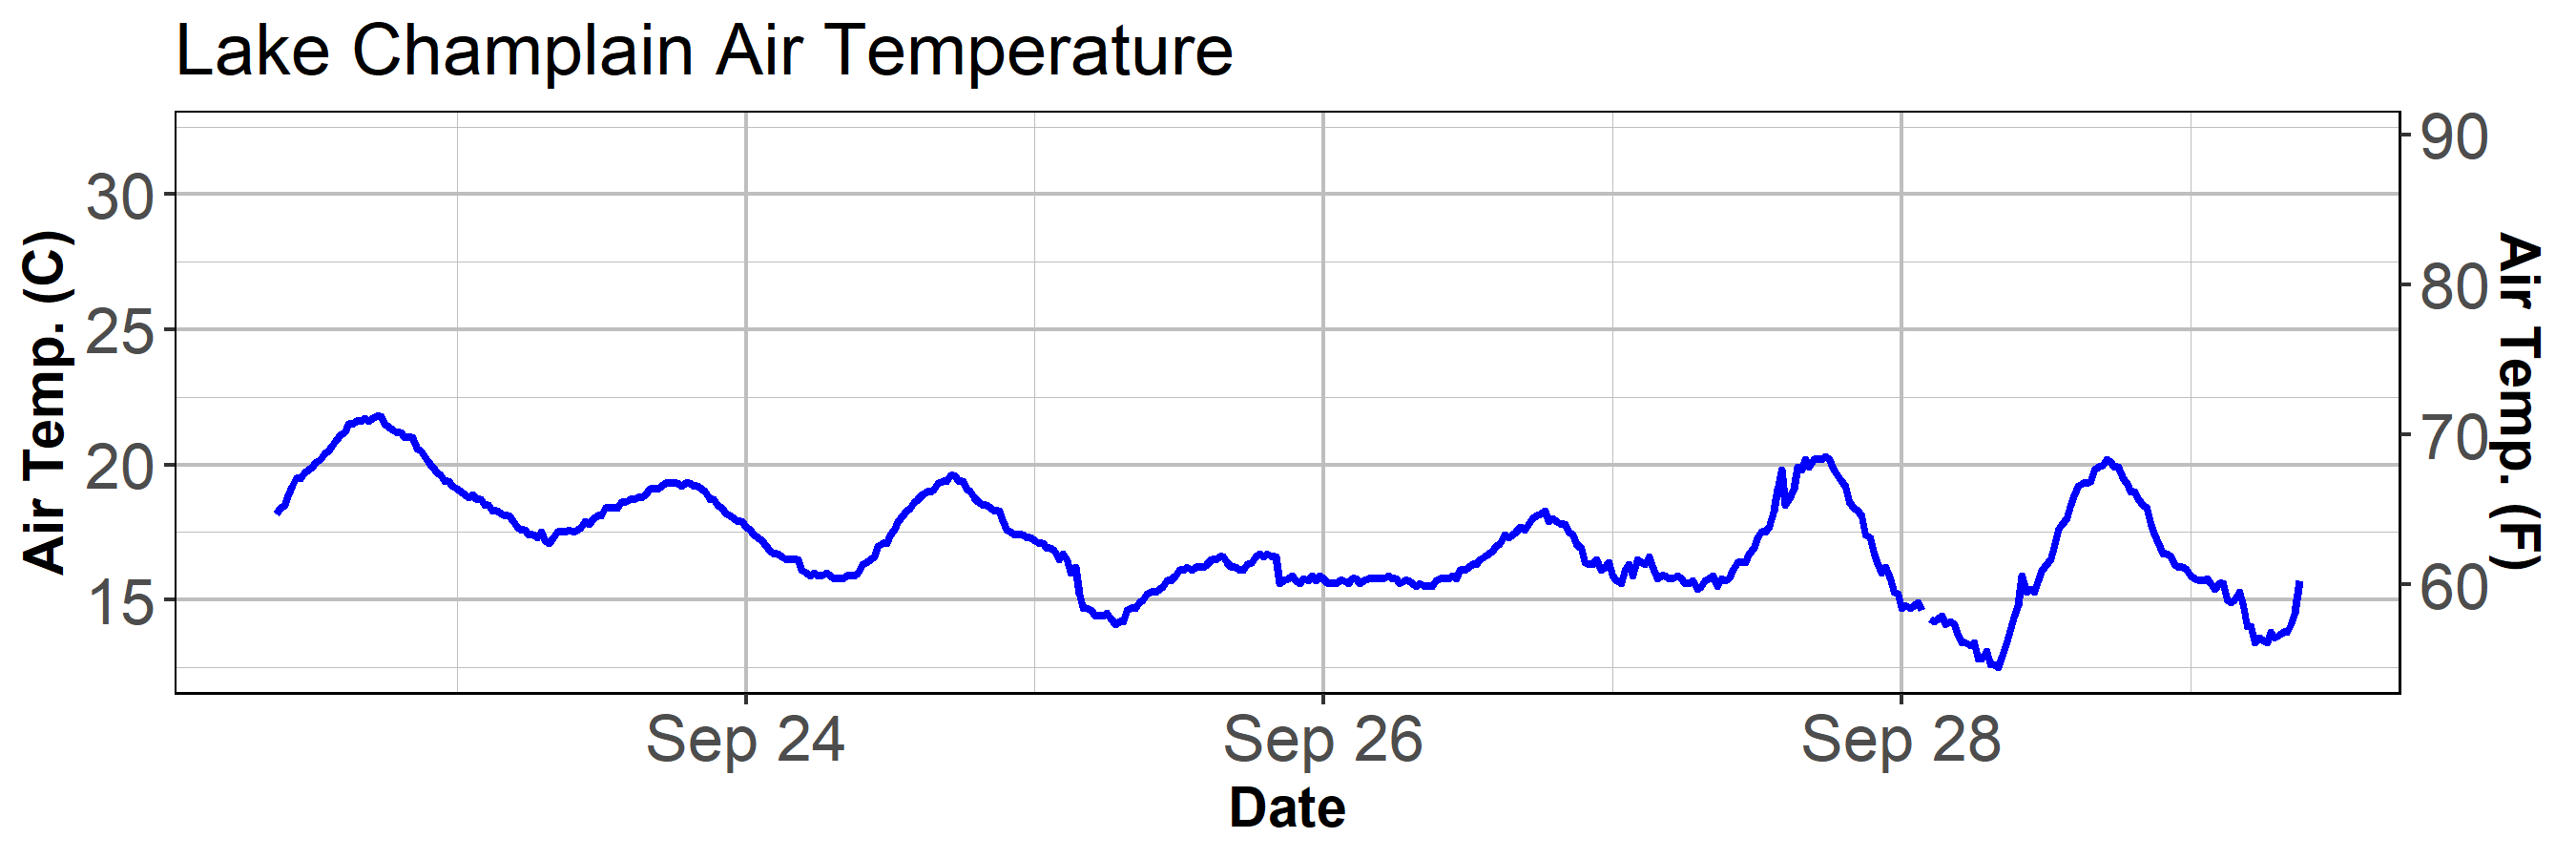 Lake Champlain Air Temperature
Air Temp. (C)
30
25
20
15
90
80
70
60
Air Temp. (F)
Sep 24
Sep 26
Sep 28
Date